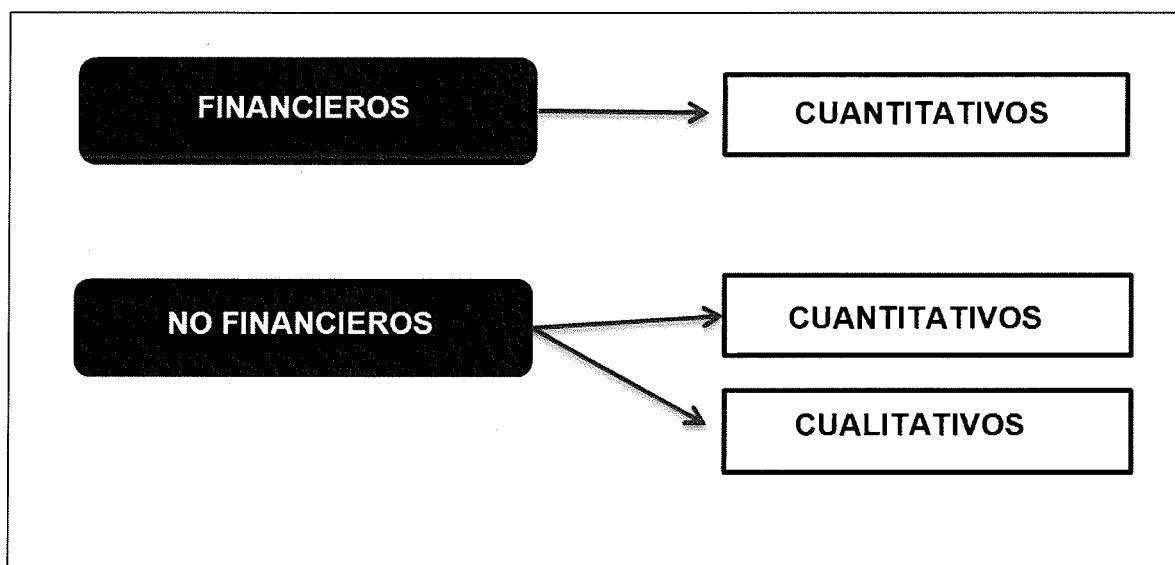 FINANCIEROS
CUANTITATIVOS
NO FINANCIEROS
CUANTITATIVOS
CUALITATIVOS